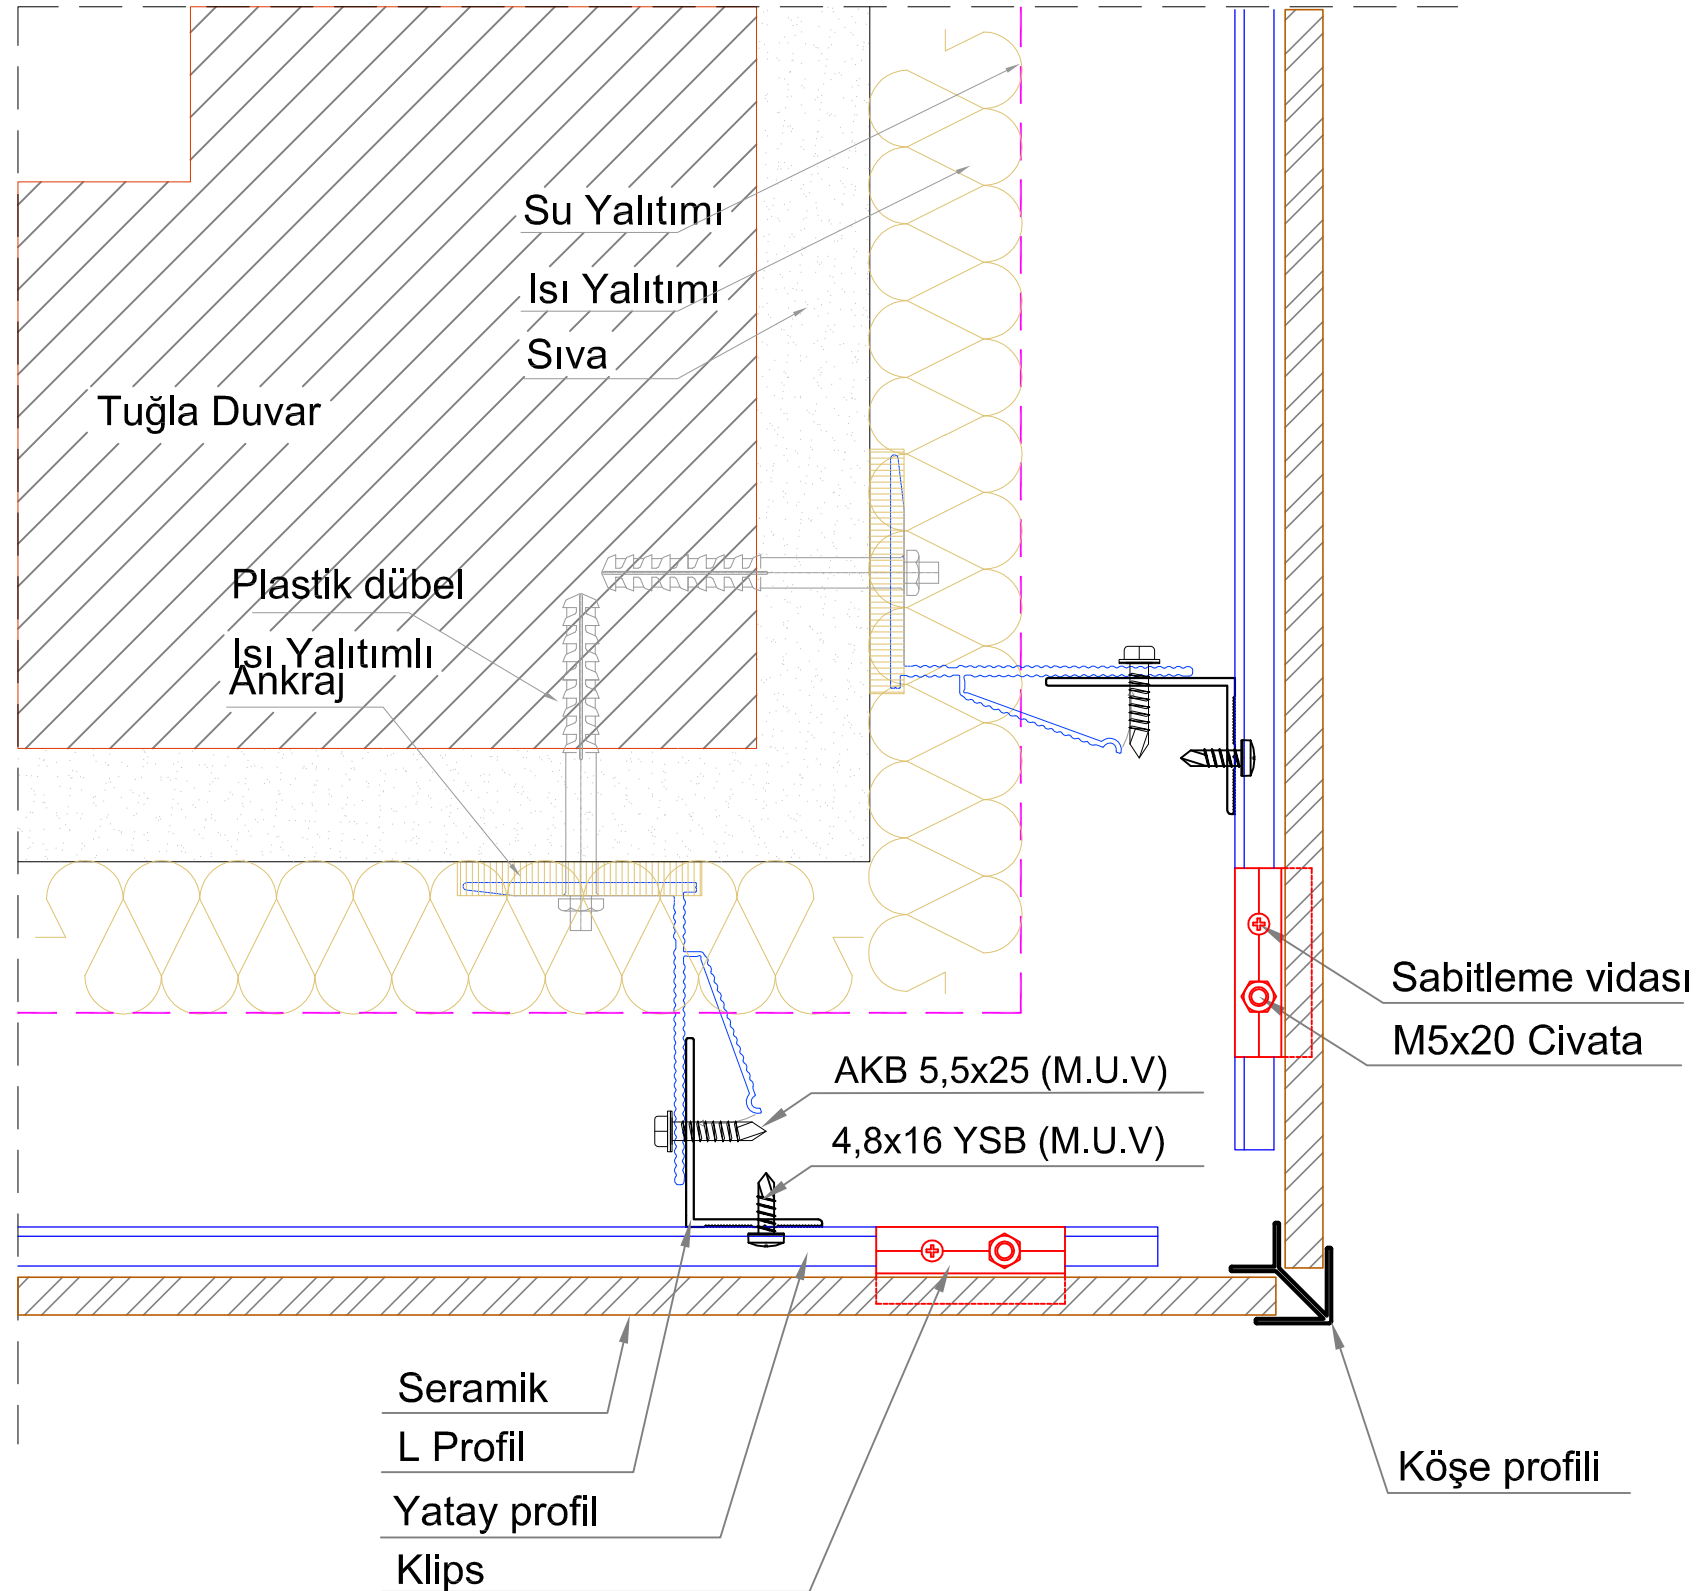 Su Yalıtımı
Isı Yalıtımı
Sıva
Tuğla Duvar
Plastik dübel
Isı Yalıtımlı
Ankraj
Sabitleme vidası
M5x20 Civata
AKB 5,5x25 (M.U.V)
4,8x16 YSB (M.U.V)
Seramik
L Profil
Yatay profil
Klips
Köşe profili